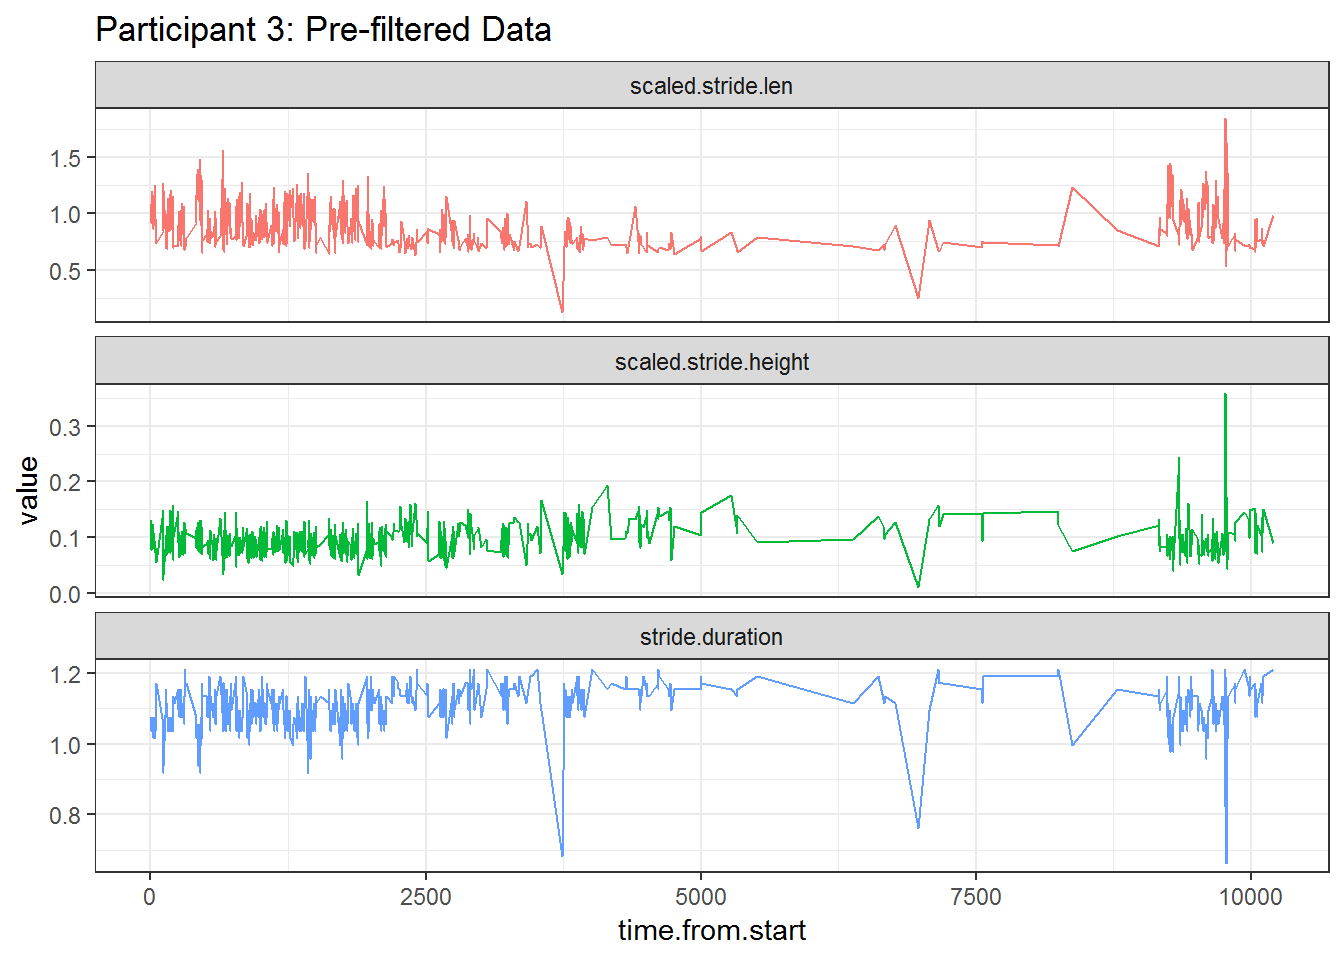 Participant 3: Pre-filtered Data
scaled.stride.len
1.5
1.0
0.5
scaled.stride.height
0.3
0.2
0.1
0.0
value
stride.duration
1.2
1.0
0.8
0 2500 5000 7500 10000
time.from.start